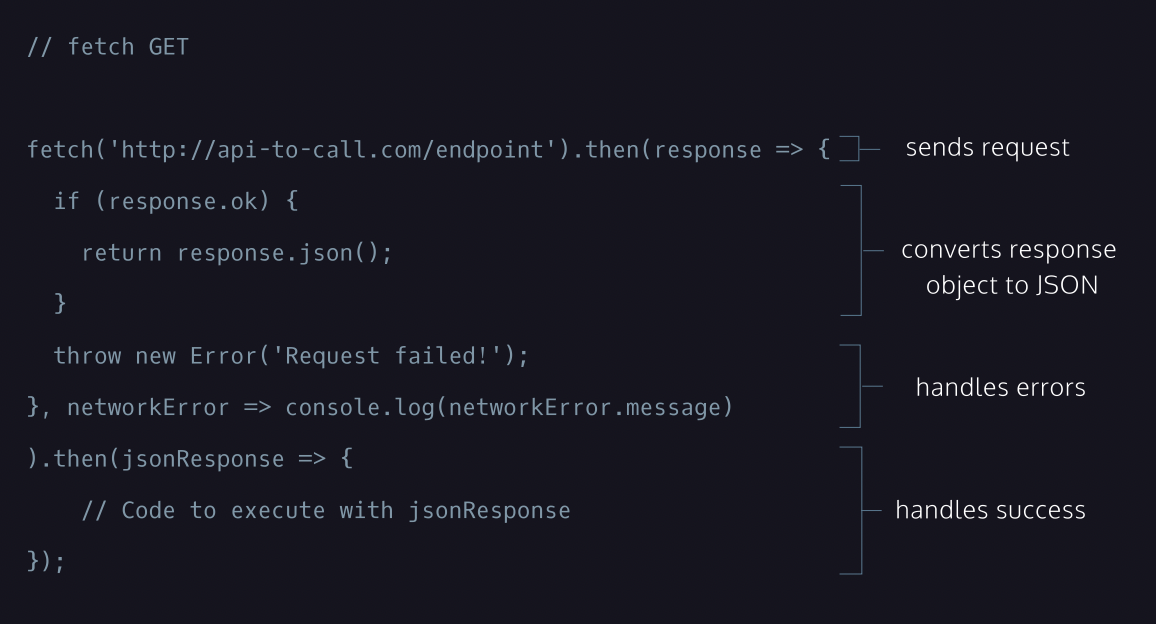 // fetch GET
fetch('http://api-to-call.com/endpoint').then(response => {
sends request
  if (response.ok) {
    return response.json();
  }
converts response
object to JSON
  throw new Error('Request failed!');
}, networkError => console.log(networkError.message)
handles errors
).then(jsonResponse => {
    // Code to execute with jsonResponse
});
handles success